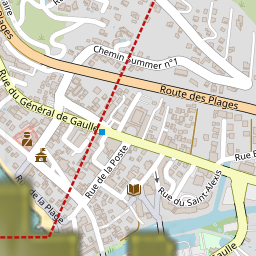 Plages
Chemin Summer n°1
Route des Plages
Rue du Général de Gaulle
Rue de la Poste
Rue de la Plage
Rue du Saint-Alexis
Rue
Gaulle